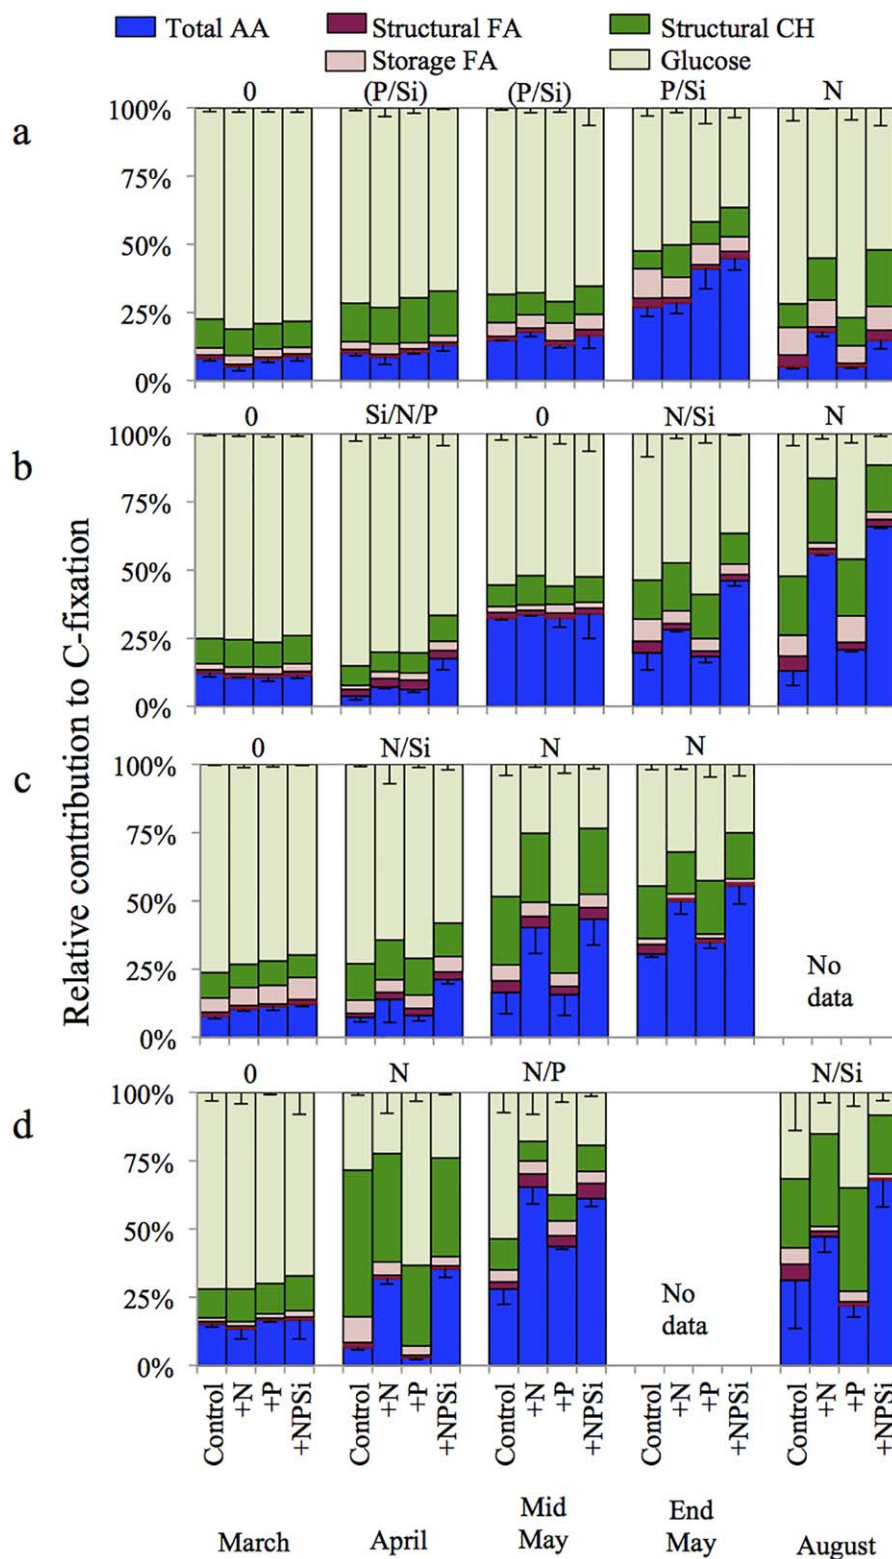 Total AA Structural FA Structural CH
Storage FA Glucose
0 (P/Si) (P/Si) P/Si N
a
100%
75%
50%
25%
0%
0 Si/N/P 0 N/Si N
b
100%
75%
50%
25%
0%
Relative contribution to C-fixation
0 N/Si N N
c
100%
75%
50%
25%
0%
No
data
0 N N/P N/Si
d
100%
75%
50%
25%
0%
No
data
Control +N +P +NPSi Control +N +P +NPSi Control +N +P +NPSi Control +N +P +NPSi Control +N +P +NPSi
March April Mid May End May August